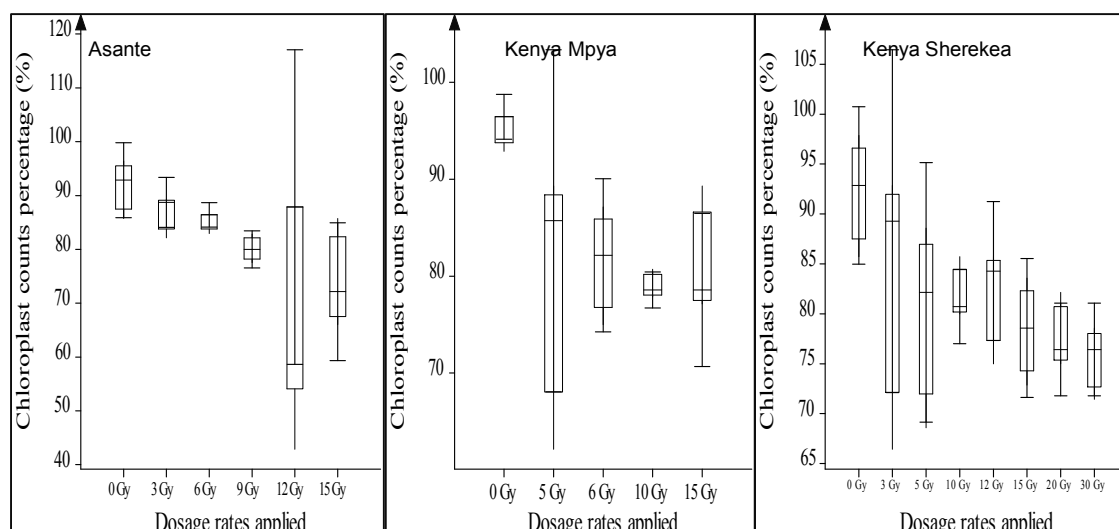 Asante
Chloroplast counts percentage (%)
120
110
100
90
80
70
60
50
40
0 Gy 3 Gy 6 Gy 9 Gy 12 Gy 15 Gy
Dosage rates applied
Kenya Mpya
Chloroplast counts percentage (%)
100
90
80
70
0 Gy 5 Gy 6 Gy 10 Gy 15 Gy
Dosage rates applied
Kenya Sherekea
Chloroplast counts percentage (%)
105
100
95
90
85
80
75
70
65
0 Gy 3 Gy 5 Gy 10 Gy 12 Gy 15 Gy 20 Gy 30 Gy
Dosage rates applied